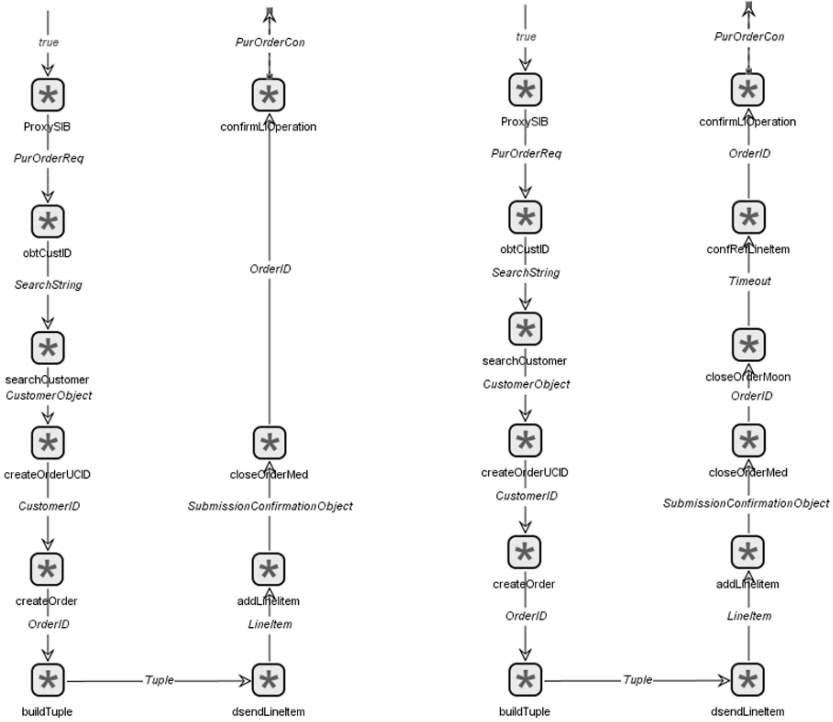 true
ProxySIB
PurOrderReq
obtCustID
SearchString
searchCustomer
CustomerObject
createOrderUCID
CustomerID
createOrder
OrderID
buildTuple
Tuple
dsendLineItem
LineItem
addLineItem
SubmissionConfirmationObject
closeOrderMed
OrderID
confirmLIOperation
PurOrderCon
true
ProxySIB
PurOrderReq
obtCustID
SearchString
searchCustomer
CustomerObject
createOrderUCID
CustomerID
createOrder
OrderID
buildTuple
Tuple
dsendLineItem
LineItem
addLineItem
SubmissionConfirmationObject
closeOrderMed
OrderID
closeOrderMoon
Timeout
confRefLineItem
OrderID
confirmLIOperation
PurOrderCon